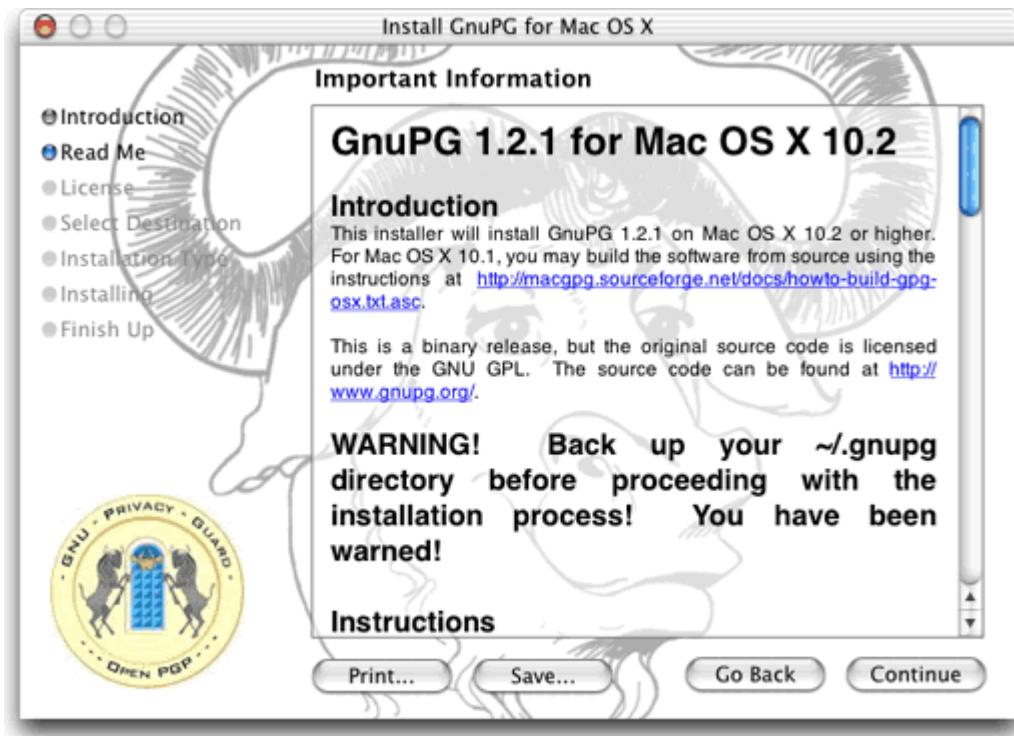 Install GnuPG for Mac OS X
Important Information
Introduction
Read Me
License
Select Destination
Installation Type
Installing
Finish Up
GnuPG 1.2.1 for Mac OS X 10.2
Introduction
This installer will install GnuPG 1.2.1 on Mac OS X 10.2 or higher.
For Mac OS X 10.1, you may build the software from source using the
instructions at http://macgpg.sourceforge.net/docs/howto-build-gpg-
osx.txt.asc.
This is a binary release, but the original source code is licensed
under the GNU GPL. The source code can be found at http://
www.gnupg.org/.
WARNING! Back up your ~/.gnupg
directory before proceeding with the
installation process! You have been
warned!
Instructions
GNU · PRIVACY · GUARD
OPEN PGP
Print...
Save...
Go Back
Continue